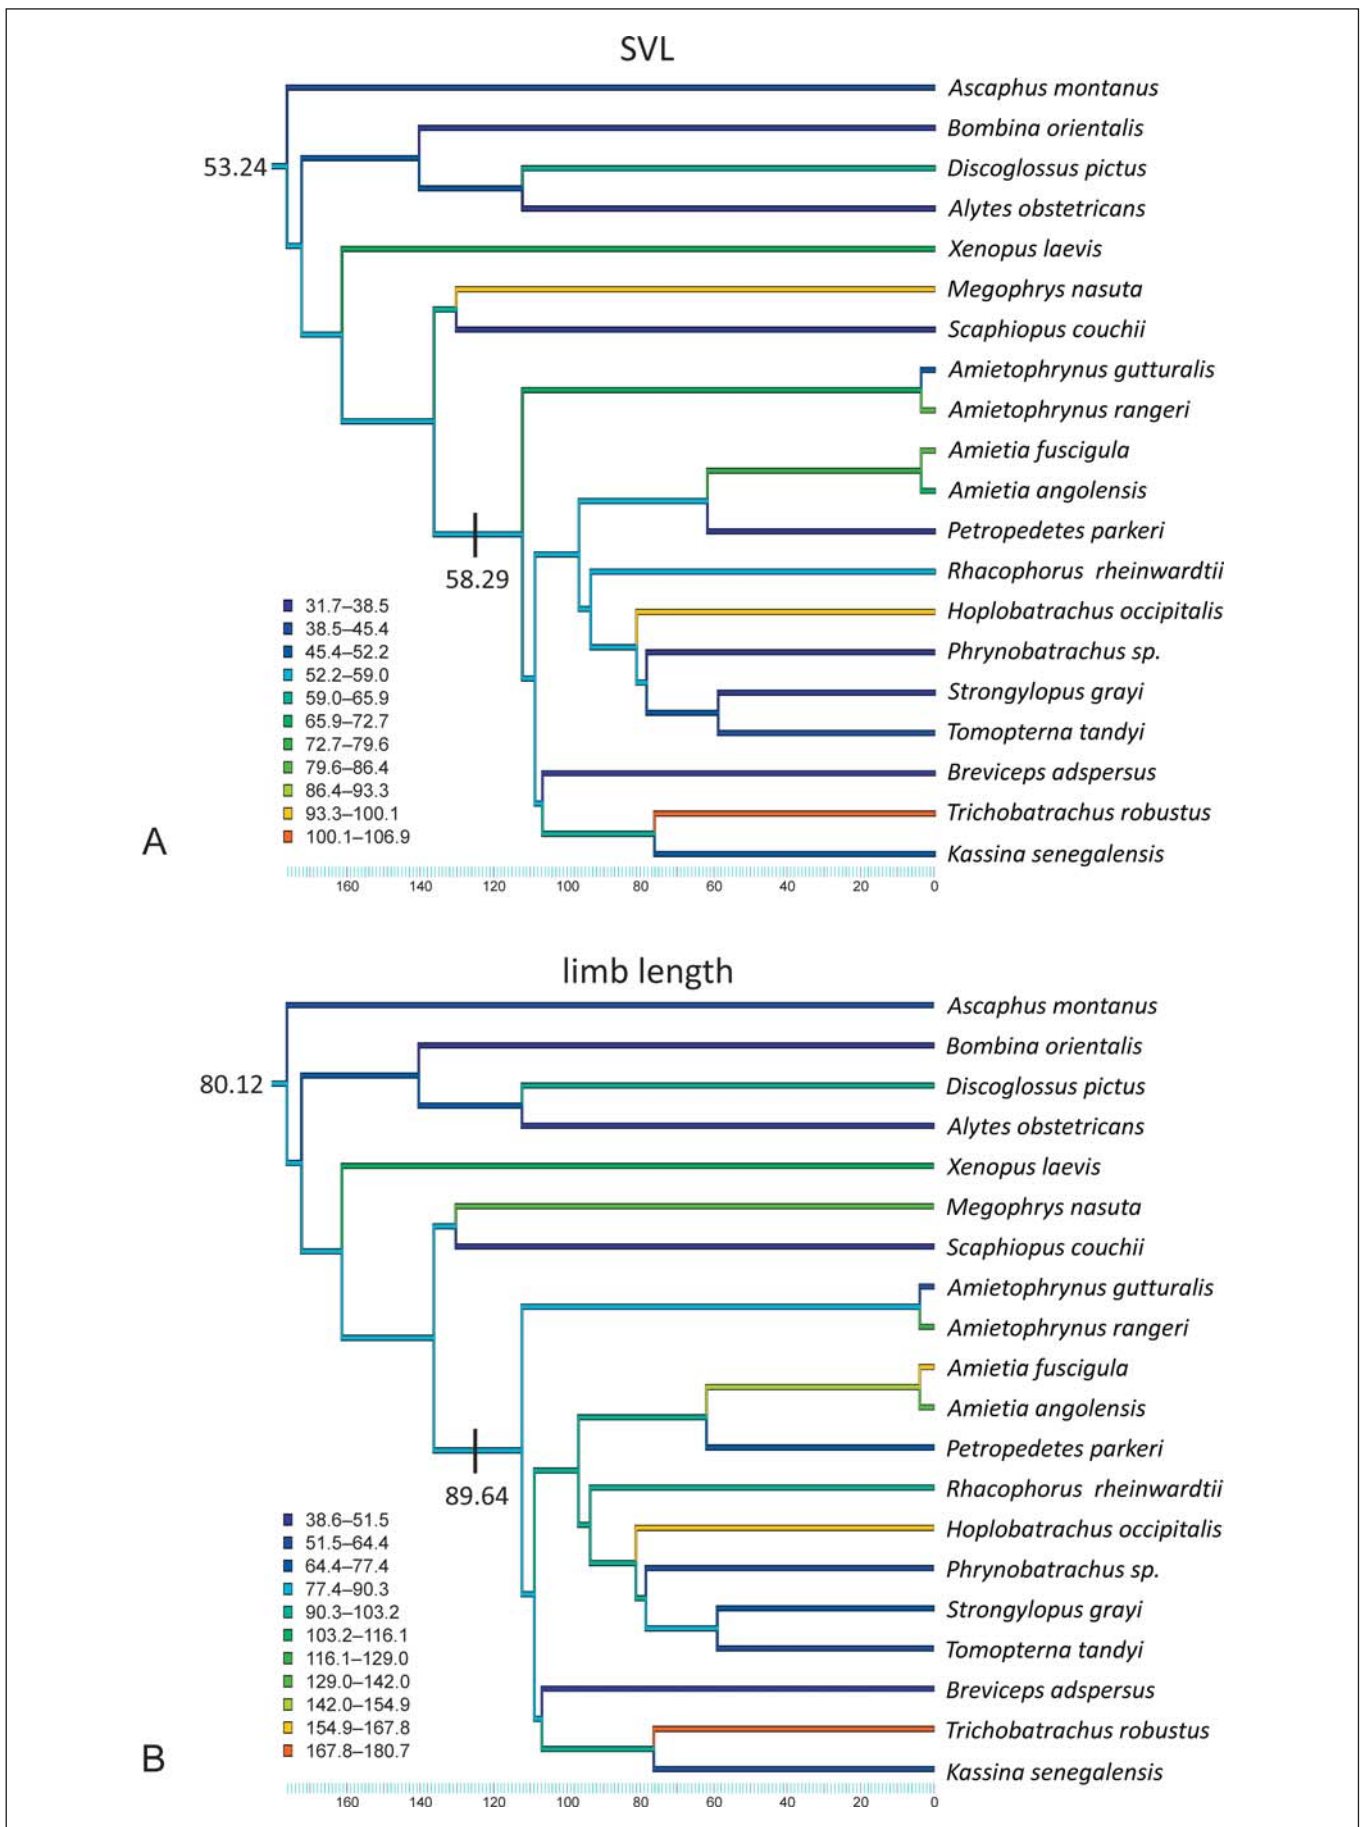 SVL
Ascaphus montanus
Bombina orientalis
53.24
Discoglossus pictus
Alytes obstetricans
Xenopus laevis
Megophrys nasuta
Scaphiopus couchii
Amietophrynus gutturalis
Amietophrynus rangeri
Amietia fuscigula
Amietia angolensis
Petropedetes parkeri
58.29
Rhacophorus rheinwardtii
Hoplobatrachus occipitalis
Phrynobatrachus sp.
Strongylopus grayi
Tomopterna tandyi
Breviceps adspersus
Trichobatrachus robustus
Kassina senegalensis
31.7–38.5
38.5–45.4
45.4–52.2
52.2–59.0
59.0–65.9
65.9–72.7
72.7–79.6
79.6–86.4
86.4–93.3
93.3–100.1
100.1–106.9
A
160 140 120 100 80 60 40 20 0
limb length
Ascaphus montanus
Bombina orientalis
80.12
Discoglossus pictus
Alytes obstetricans
Xenopus laevis
Megophrys nasuta
Scaphiopus couchii
Amietophrynus gutturalis
Amietophrynus rangeri
Amietia fuscigula
Amietia angolensis
Petropedetes parkeri
89.64
Rhacophorus rheinwardtii
Hoplobatrachus occipitalis
Phrynobatrachus sp.
Strongylopus grayi
Tomopterna tandyi
Breviceps adspersus
Trichobatrachus robustus
Kassina senegalensis
38.6–51.5
51.5–64.4
64.4–77.4
77.4–90.3
90.3–103.2
103.2–116.1
116.1–129.0
129.0–142.0
142.0–154.9
154.9–167.8
167.8–180.7
B
160 140 120 100 80 60 40 20 0